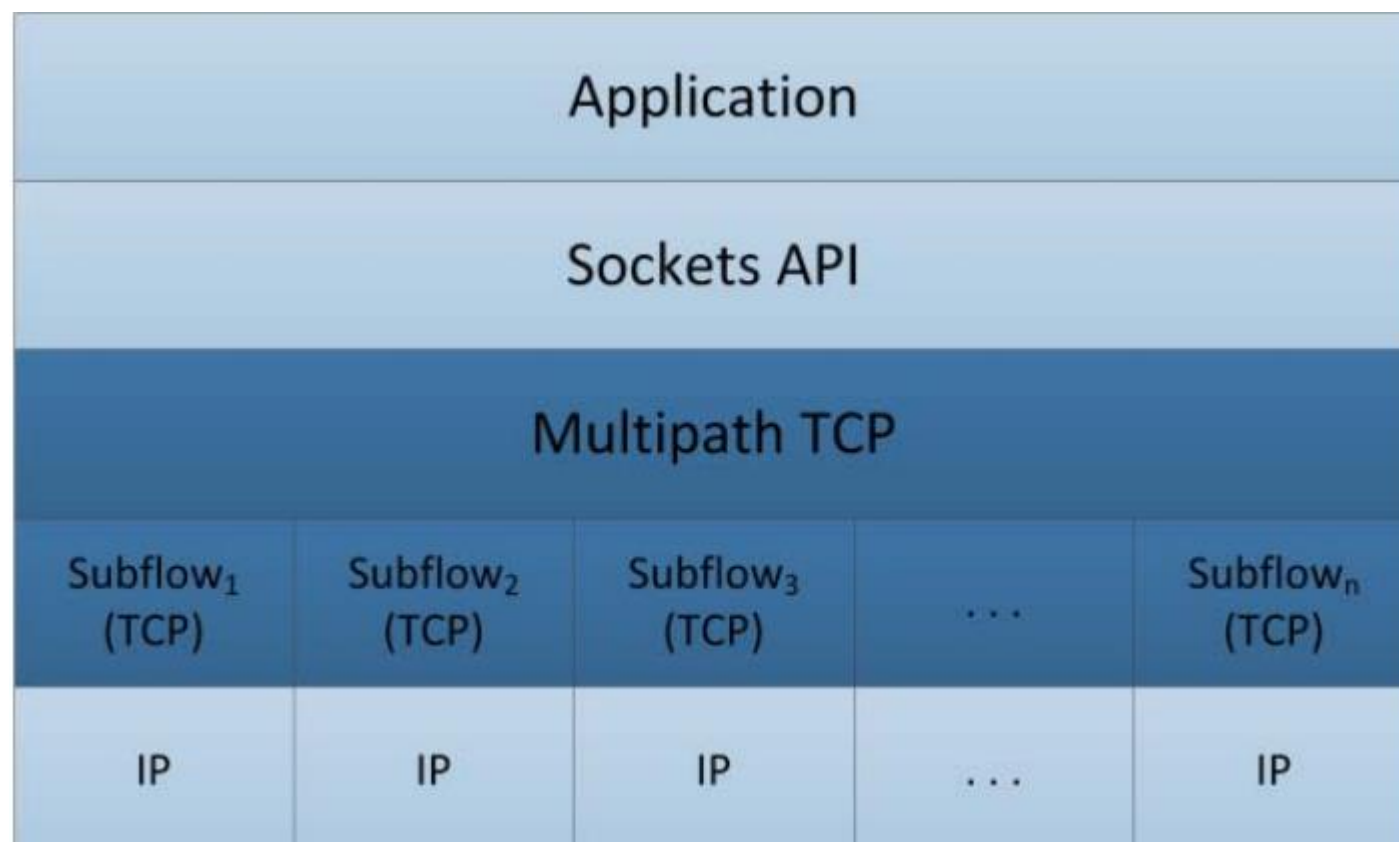 Application
Sockets API
Multipath TCP
Subflow₁ Subflow₂ Subflow₃ . . . Subflowₙ
(TCP) (TCP) (TCP) (TCP)
IP IP IP . . . IP